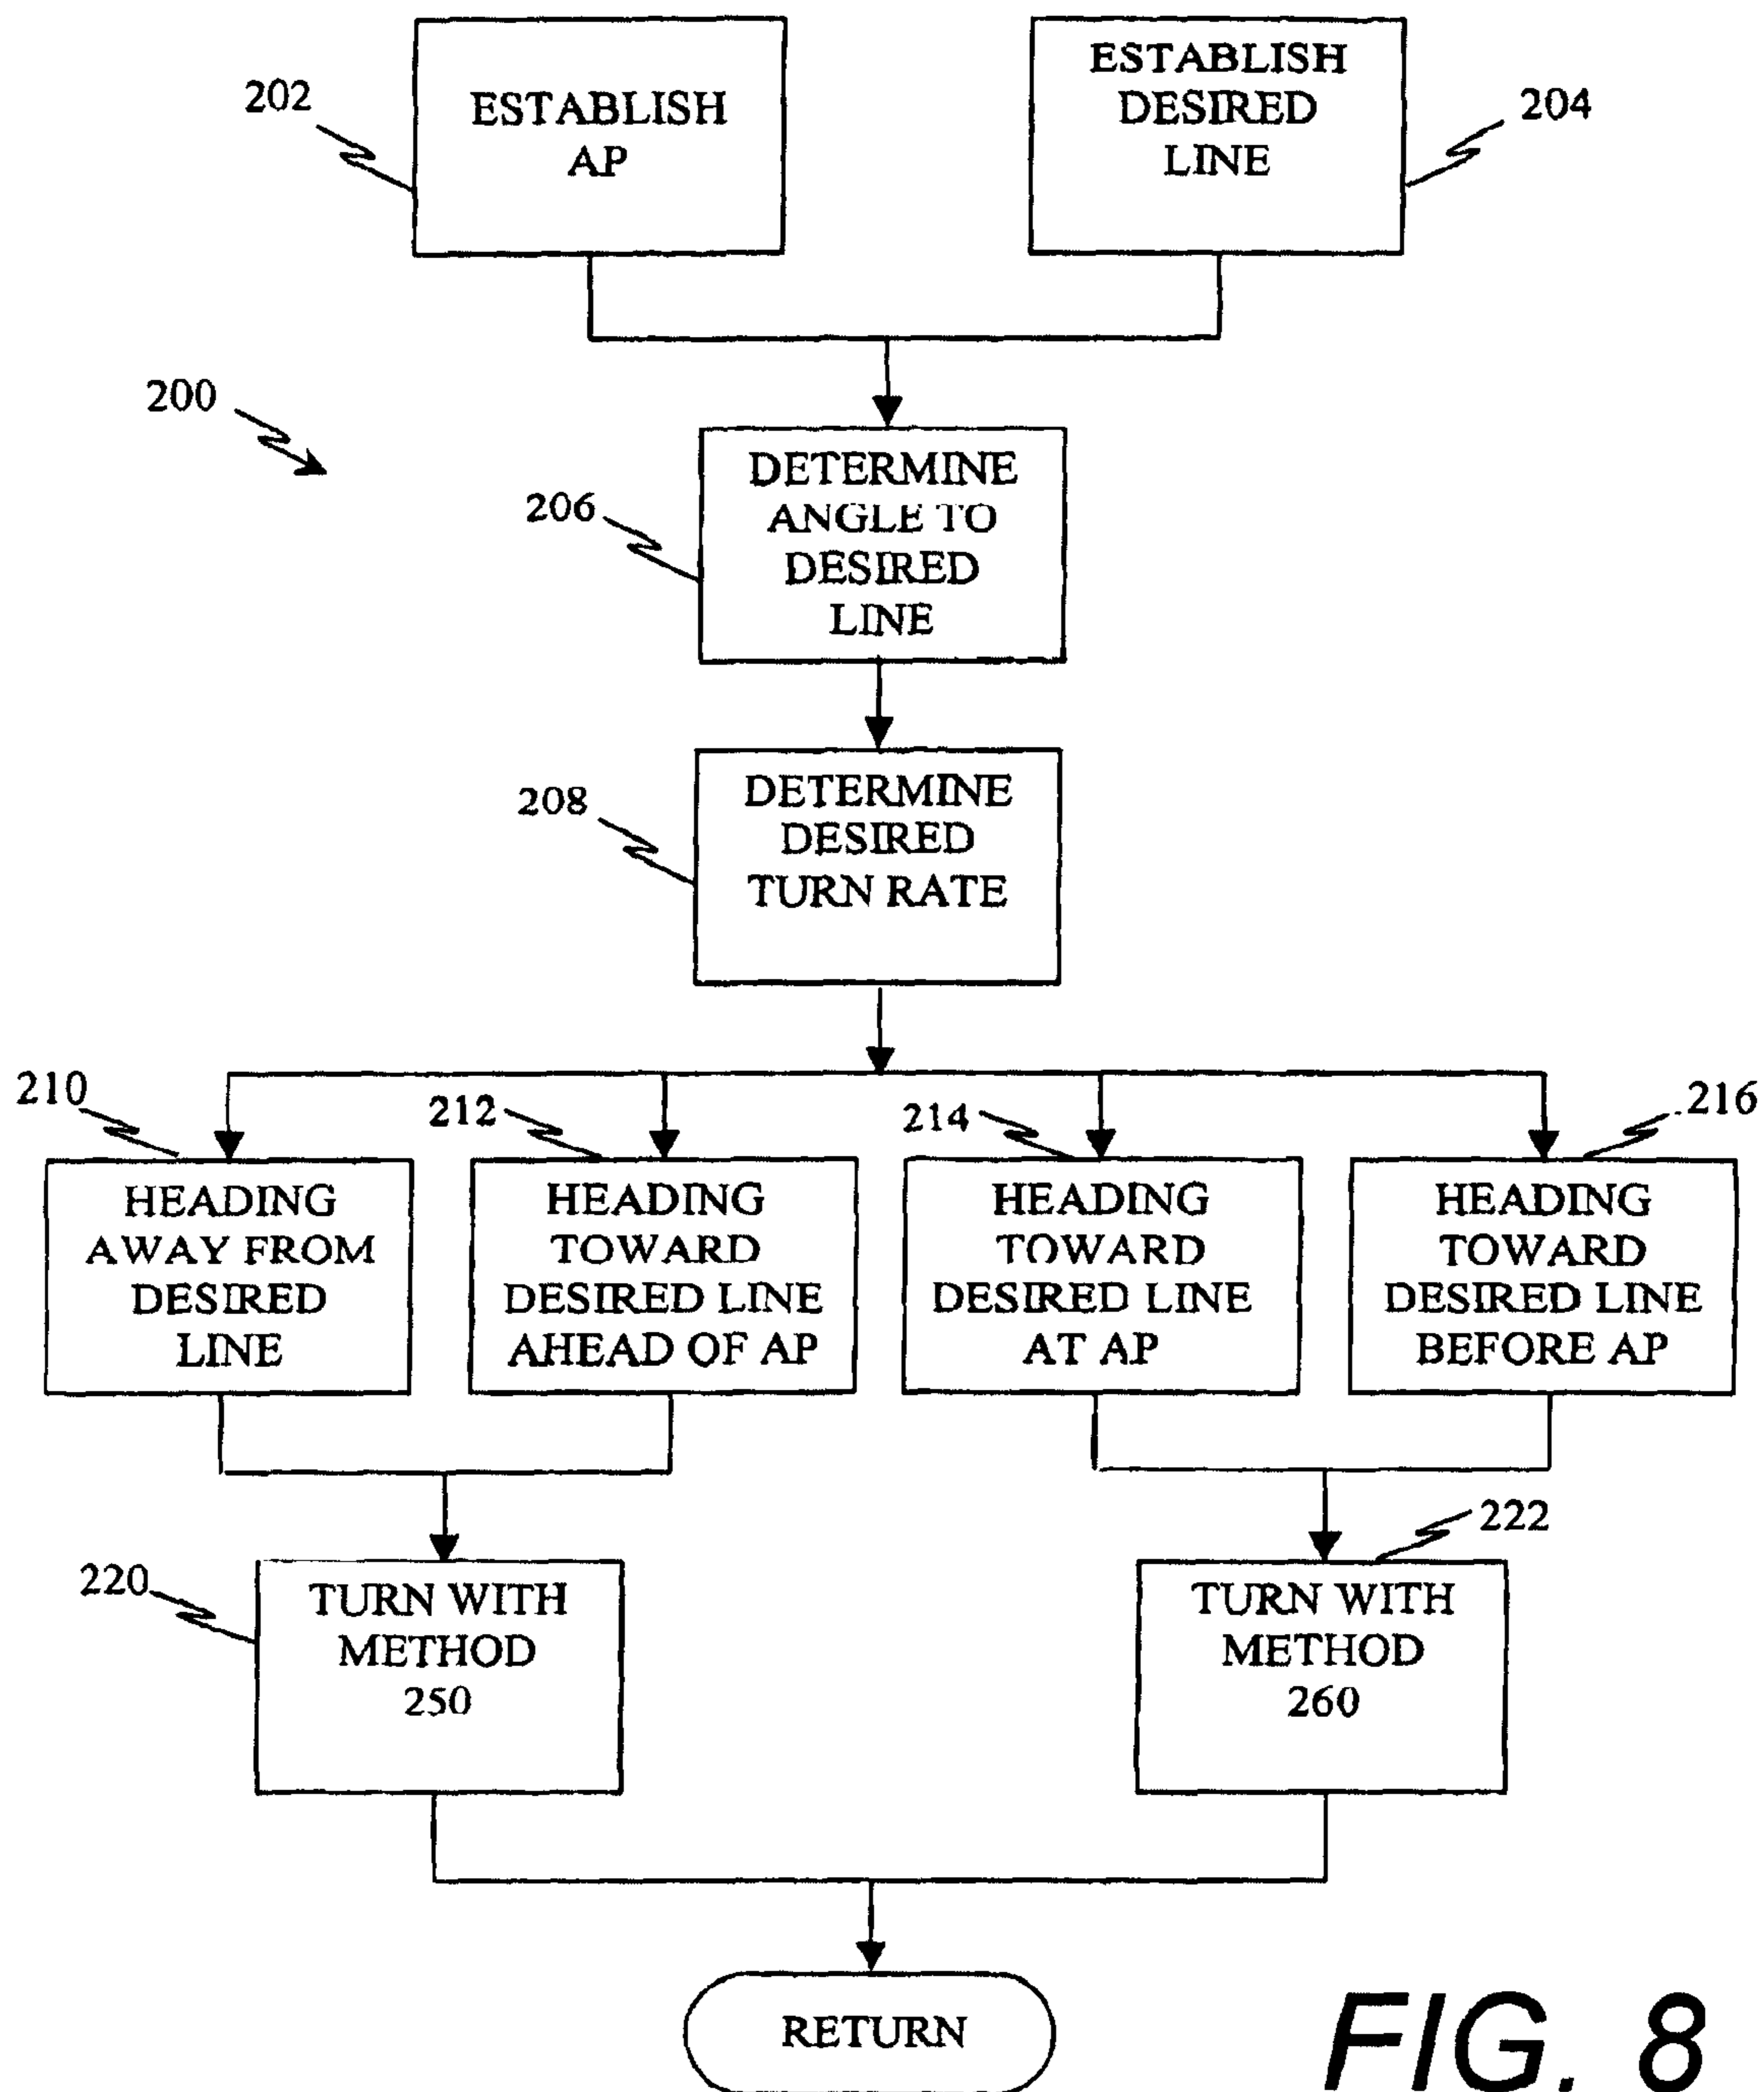 202
ESTABLISH
AP
ESTABLISH
DESIRED
LINE
204
200
206
DETERMINE
ANGLE TO
DESIRED
LINE
208
DETERMINE
DESIRED
TURN RATE
210
212
214
216
HEADING
AWAY FROM
DESIRED
LINE
HEADING
TOWARD
DESIRED LINE
AHEAD OF AP
HEADING
TOWARD
DESIRED LINE
AT AP
HEADING
TOWARD
DESIRED LINE
BEFORE AP
220
TURN WITH
METHOD
250
222
TURN WITH
METHOD
260
RETURN
FIG. 8